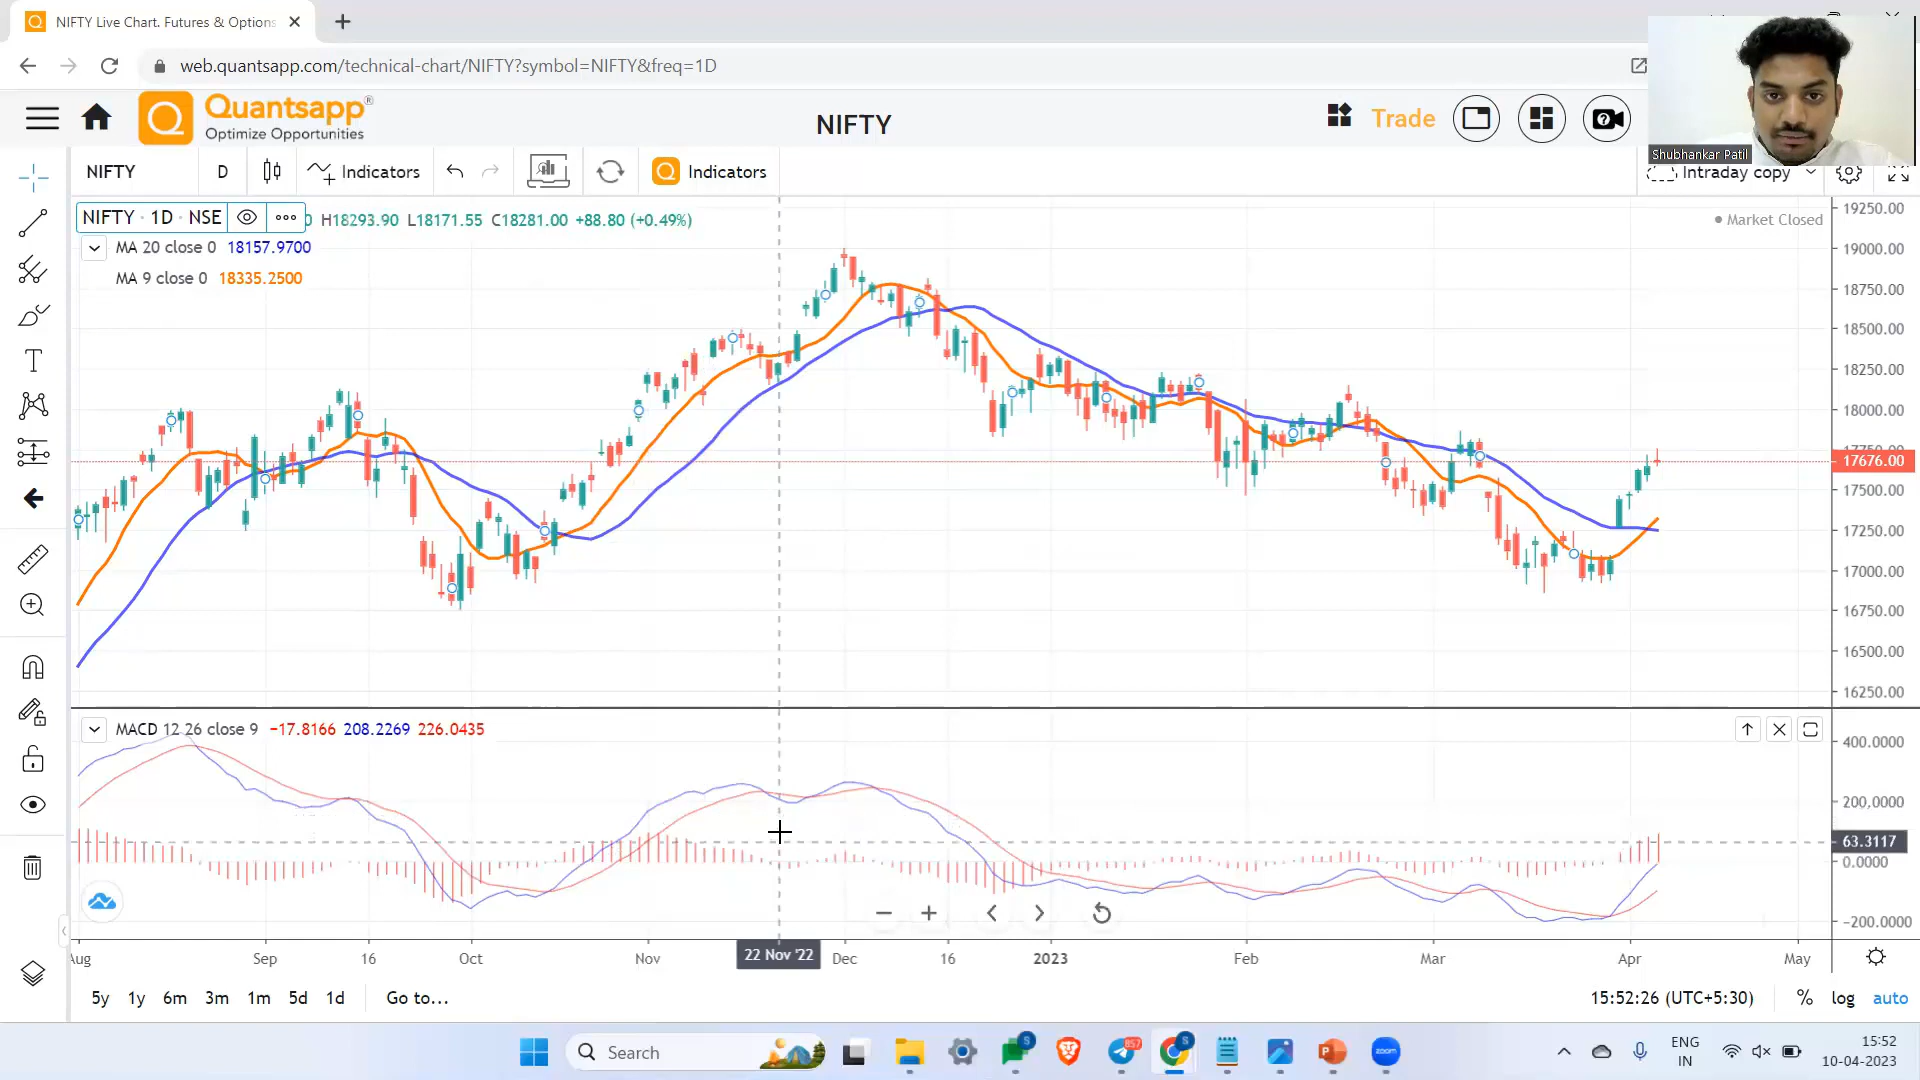 NIFTY Live Chart. Futures & Options
web.quantsapp.com/technical-chart/NIFTY?symbol=NIFTY&freq=1D
Quantsapp®
Optimize Opportunities
NIFTY
Trade
Shubhankar Patil
NIFTY
D
Indicators
Indicators
Intraday copy
NIFTY · 1D · NSE
0 H18293.90 L18171.55 C18281.00 +88.80 (+0.49%)
Market Closed
MA 20 close 0 18157.9700
MA 9 close 0 18335.2500
19250.00
19000.00
18750.00
18500.00
18250.00
18000.00
17676.00
17500.00
17250.00
17000.00
16750.00
16500.00
16250.00
MACD 12 26 close 9 −17.8166 208.2269 226.0435
400.0000
200.0000
63.3117
0.0000
−200.0000
Aug Sep 16 Oct Nov 22 Nov '22 Dec 16 2023 Feb Mar Apr May
5y 1y 6m 3m 1m 5d 1d Go to...
15:52:26 (UTC+5:30) % log auto
Search
857
S
S
zoom
ENG
IN
15:52
10-04-2023